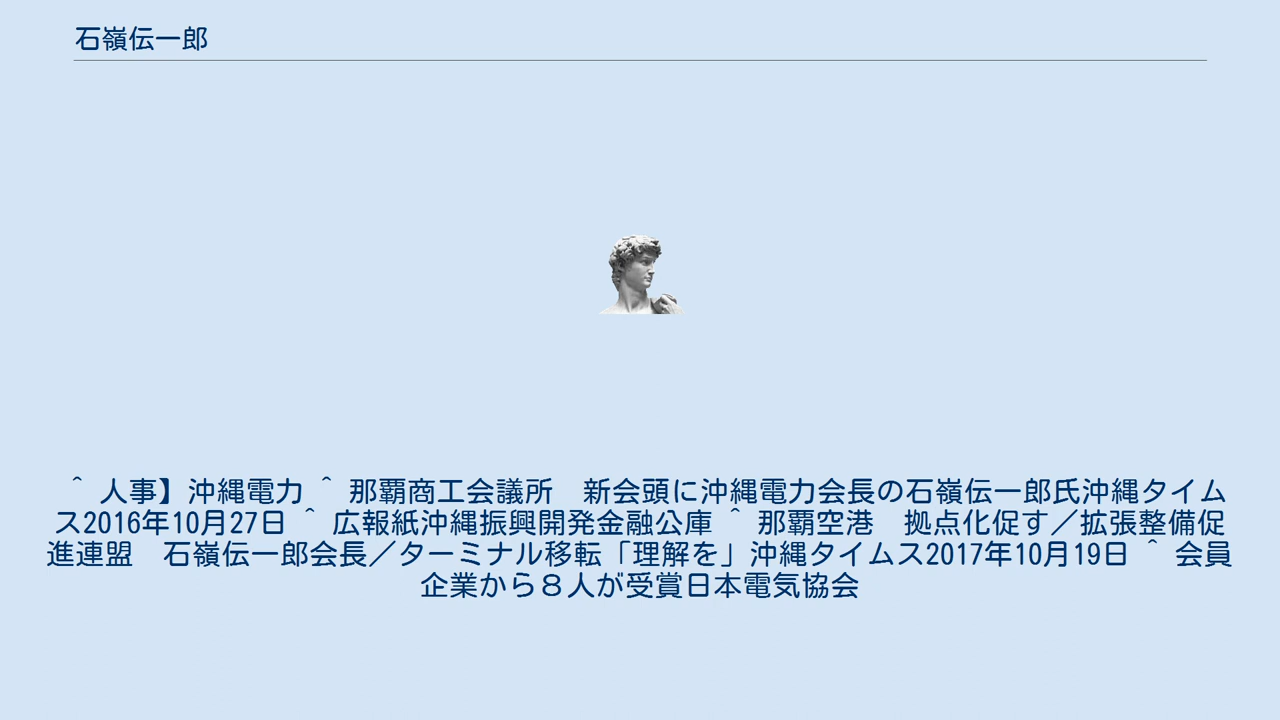 石嶺伝一郎
＾ 人事】沖縄電力 ＾ 那覇商工会議所　新会頭に沖縄電力会長の石嶺伝一郎氏沖縄タイム
ス2016年10月27日 ＾ 広報紙沖縄振興開発金融公庫 ＾ 那覇空港　拠点化促す／拡張整備促
進連盟　石嶺伝一郎会長／ターミナル移転「理解を」沖縄タイムス2017年10月19日 ＾ 会員
企業から８人が受賞日本電気協会